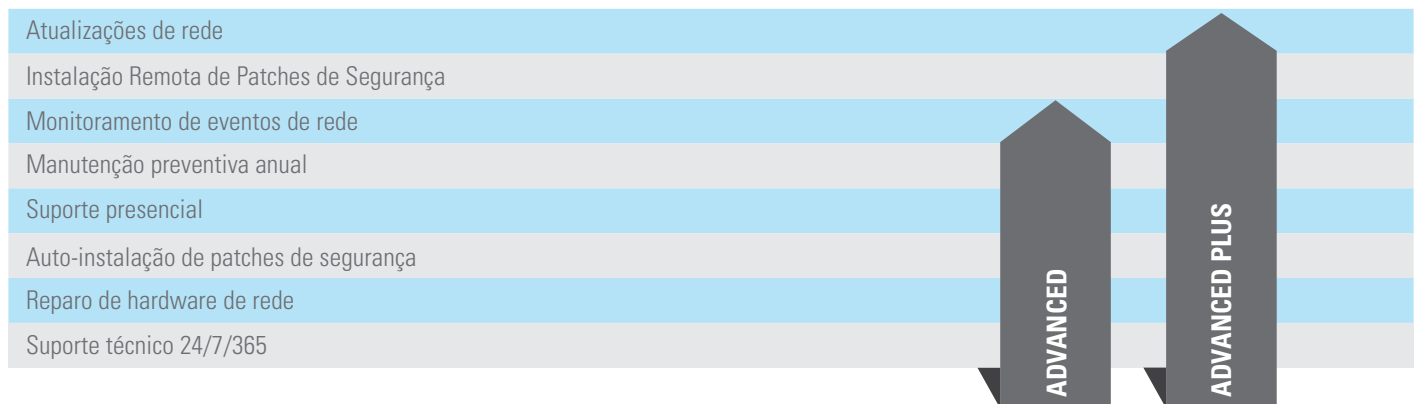 Atualizações de rede
Instalação Remota de Patches de Segurança
Monitoramento de eventos de rede
Manutenção preventiva anual
Suporte presencial
Auto-instalação de patches de segurança
Reparo de hardware de rede
Suporte técnico 24/7/365
ADVANCED
ADVANCED PLUS